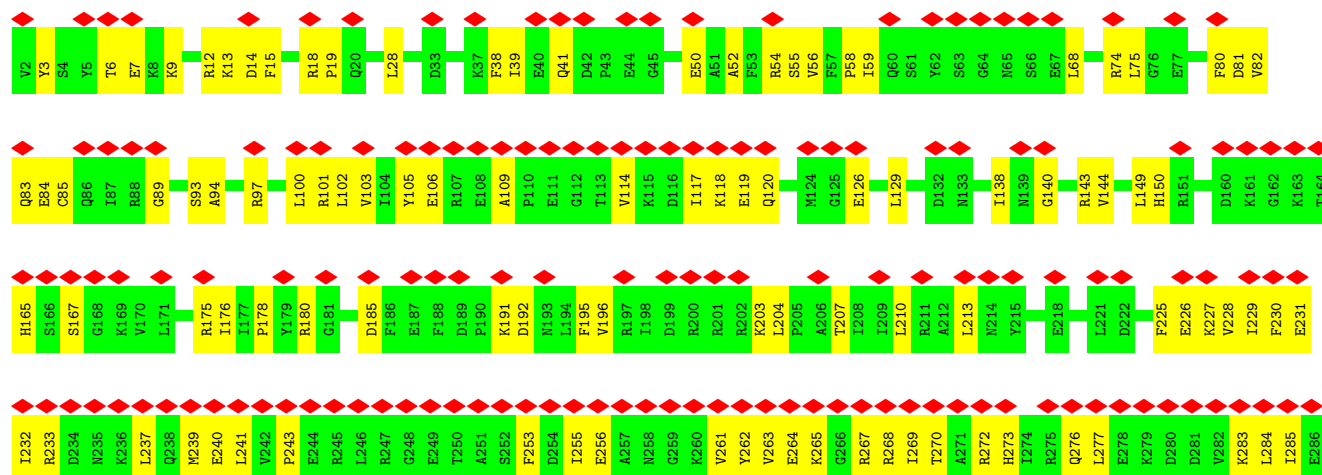 V2 Y3 S4 Y5 T6 E7 K8 K9 R12 K13 D14 F15 R18 P19 Q20 L28 D33 K37 F38 I39 E40 Q41 D42 P43 E44 G45 E50 A51 A52 F53 R54 S55 V56 F57 P58 I59 Q60 S61 Y62 S63 G64 N65 S66 E67 L68 R74 L75 G76 E77 F80 D81 V82
Q83 E84 C85 Q86 I87 R88 G89 S93 A94 R97 L100 R101 L102 V103 I104 Y105 E106 R107 E108 A109 P110 E111 G112 T113 V114 K115 D116 I117 K118 E119 Q120 M124 G125 E126 L129 D132 N133 I138 N139 G140 R143 V144 L149 H150 R151 D160 K161 G162 K163 T164
H165 S166 S167 G168 K169 V170 L171 R175 I176 I177 P178 Y179 R180 G181 D185 F186 E187 F188 D189 P190 K191 D192 N193 L194 F195 V196 R197 I198 D199 R200 R201 R202 K203 L204 P205 A206 T207 I208 I209 L210 R211 A212 L213 N214 Y215 E218 L221 D222 F225 E226 K227 V228 I229 F230 E231
I232 R233 D234 N235 K236 L237 Q238 M239 E240 L241 V242 P243 E244 R245 L246 R247 G248 E249 T250 A251 S252 F253 D254 I255 E256 A257 N258 G259 K260 V261 Y262 V263 E264 K265 G266 R267 R268 I269 T270 A271 R272 H273 I274 R275 Q276 L277 E278 K279 D280 D281 V282 K283 L284 I285 E286